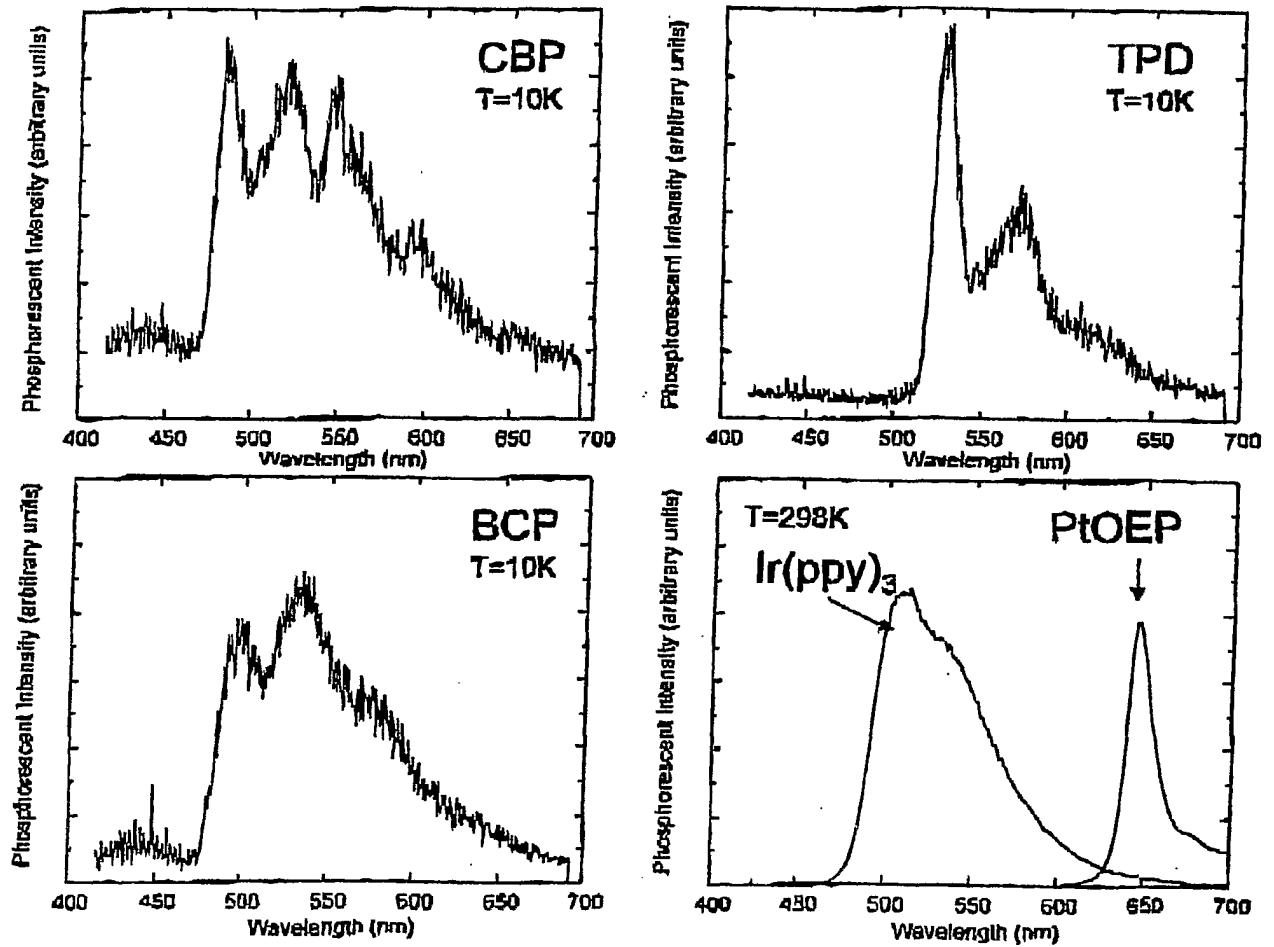 Phosphorescent Intensity (arbitrary units)
CBP
T=10K
400 450 500 550 600 650 700
Wavelength (nm)
Phosphorescent Intensity (arbitrary units)
TPD
T=10K
400 450 500 550 600 650 700
Wavelength (nm)
Phosphorescent Intensity (arbitrary units)
BCP
T=10K
400 450 500 550 600 650 700
Wavelength (nm)
Phosphorescent Intensity (arbitrary units)
T=298K
PtOEP
Ir(ppy)3
400 450 500 550 600 650 700
Wavelength (nm)